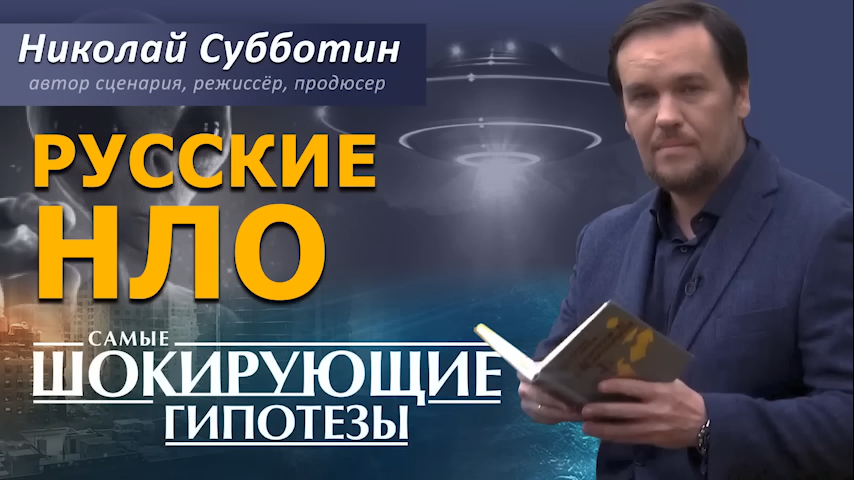 Николай Субботин
автор сценария, режиссёр, продюсер
РУССКИЕ
НЛО
САМЫЕ
ШОКИРУЮЩИЕ
ГИПОТЕЗЫ